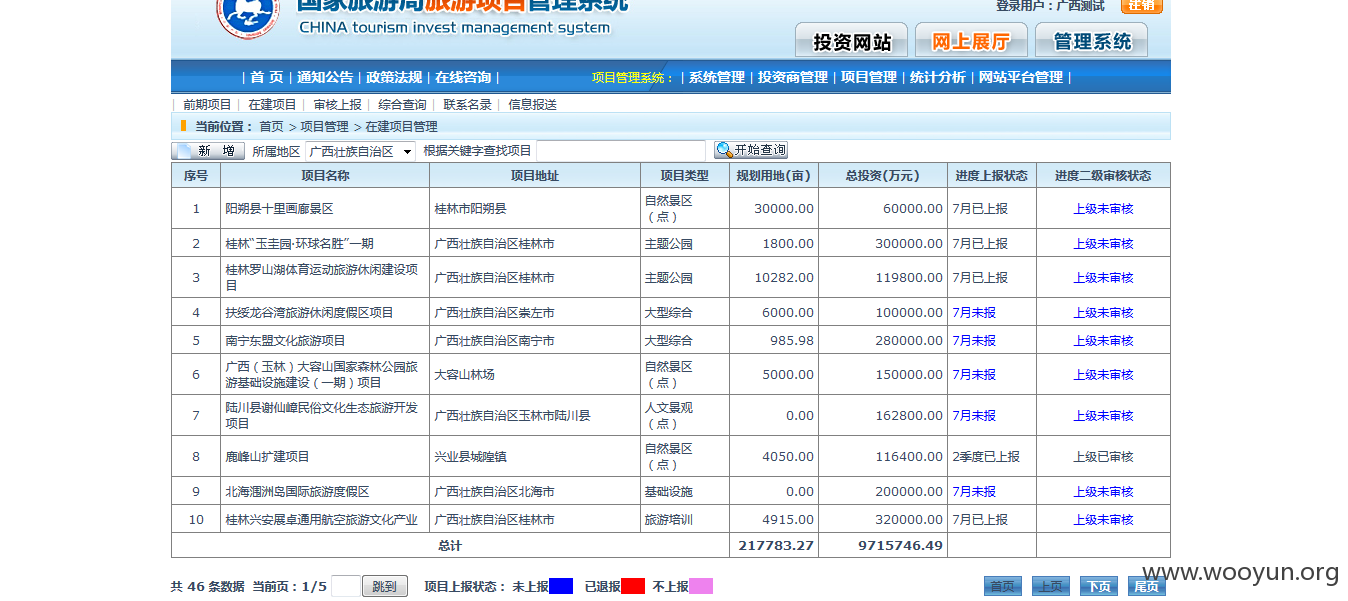 国家旅游局旅游项目管理系统
CHINA tourism invest management system
登录用户：广西测试 注销
投资网站 网上展厅 管理系统
| 首 页 | 通知公告 | 政策法规 | 在线咨询 | 项目管理系统： | 系统管理 | 投资商管理 | 项目管理 | 统计分析 | 网站平台管理 |
| 前期项目 | 在建项目 | 审核上报 | 综合查询 | 联系名录 | 信息报送
当前位置： 首页 > 项目管理 > 在建项目管理
新 增 所属地区 广西壮族自治区 根据关键字查找项目 开始查询
序号 项目名称 项目地址 项目类型 规划用地(亩) 总投资(万元) 进度上报状态 进度二级审核状态
1 阳朔县十里画廊景区 桂林市阳朔县 自然景区（点） 30000.00 60000.00 7月已上报 上级未审核
2 桂林“玉圭园·环球名胜”一期 广西壮族自治区桂林市 主题公园 1800.00 300000.00 7月已上报 上级未审核
3 桂林罗山湖体育运动旅游休闲建设项目 广西壮族自治区桂林市 主题公园 10282.00 119800.00 7月已上报 上级未审核
4 扶绥龙谷湾旅游休闲度假区项目 广西壮族自治区崇左市 大型综合 6000.00 100000.00 7月未报 上级未审核
5 南宁东盟文化旅游项目 广西壮族自治区南宁市 大型综合 985.98 280000.00 7月未报 上级未审核
6 广西（玉林）大容山国家森林公园旅游基础设施建设（一期）项目 大容山林场 自然景区（点） 5000.00 150000.00 7月未报 上级未审核
7 陆川县谢仙嶂民俗文化生态旅游开发项目 广西壮族自治区玉林市陆川县 人文景观（点） 0.00 162800.00 7月未报 上级未审核
8 鹿峰山扩建项目 兴业县城隍镇 自然景区（点） 4050.00 116400.00 2季度已上报 上级已审核
9 北海涠洲岛国际旅游度假区 广西壮族自治区北海市 基础设施 0.00 200000.00 7月未报 上级未审核
10 桂林兴安展卓通用航空旅游文化产业 广西壮族自治区桂林市 旅游培训 4915.00 320000.00 7月已上报 上级未审核
总计 217783.27 9715746.49
共 46 条数据 当前页：1/5 跳到 项目上报状态： 未上报 已退报 不上报 首页 上页 下页 尾页
www.wooyun.org